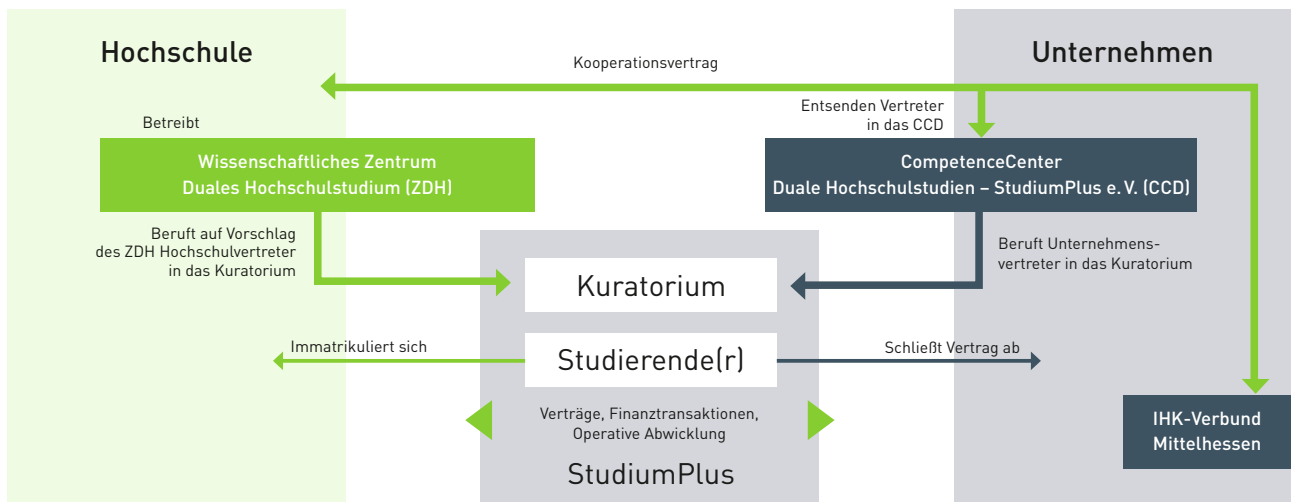 Hochschule
Unternehmen
Kooperationsvertrag
Betreibt
Entsenden Vertreter
in das CCD
Wissenschaftliches Zentrum
Duales Hochschulstudium (ZDH)
CompetenceCenter
Duale Hochschulstudien – StudiumPlus e. V. (CCD)
Beruft auf Vorschlag
des ZDH Hochschulvertreter
in das Kuratorium
Beruft Unternehmens-
vertreter in das Kuratorium
Kuratorium
Immatrikuliert sich
Studierende(r)
Schließt Vertrag ab
Verträge, Finanztransaktionen,
Operative Abwicklung
StudiumPlus
IHK-Verbund
Mittelhessen